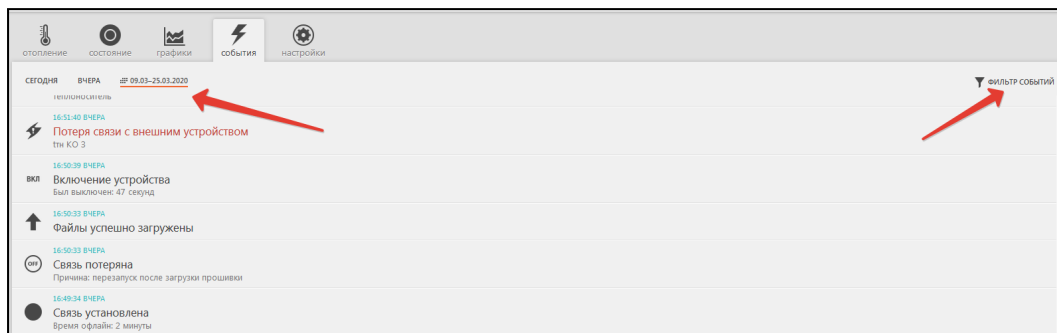 отопление состояние графики события настройки
СЕГОДНЯ ВЧЕРА 09.03–25.03.2020 ФИЛЬТР СОБЫТИЙ
теплоноситель
16:51:40 ВЧЕРА
Потеря связи с внешним устройством
ттн КО 3
16:50:39 ВЧЕРА
ВКЛ Включение устройства
Был выключен: 47 секунд
16:50:33 ВЧЕРА
Файлы успешно загружены
16:50:33 ВЧЕРА
OFF Связь потеряна
Причина: перезапуск после загрузки прошивки
16:49:34 ВЧЕРА
Связь установлена
Время офлайн: 2 минуты